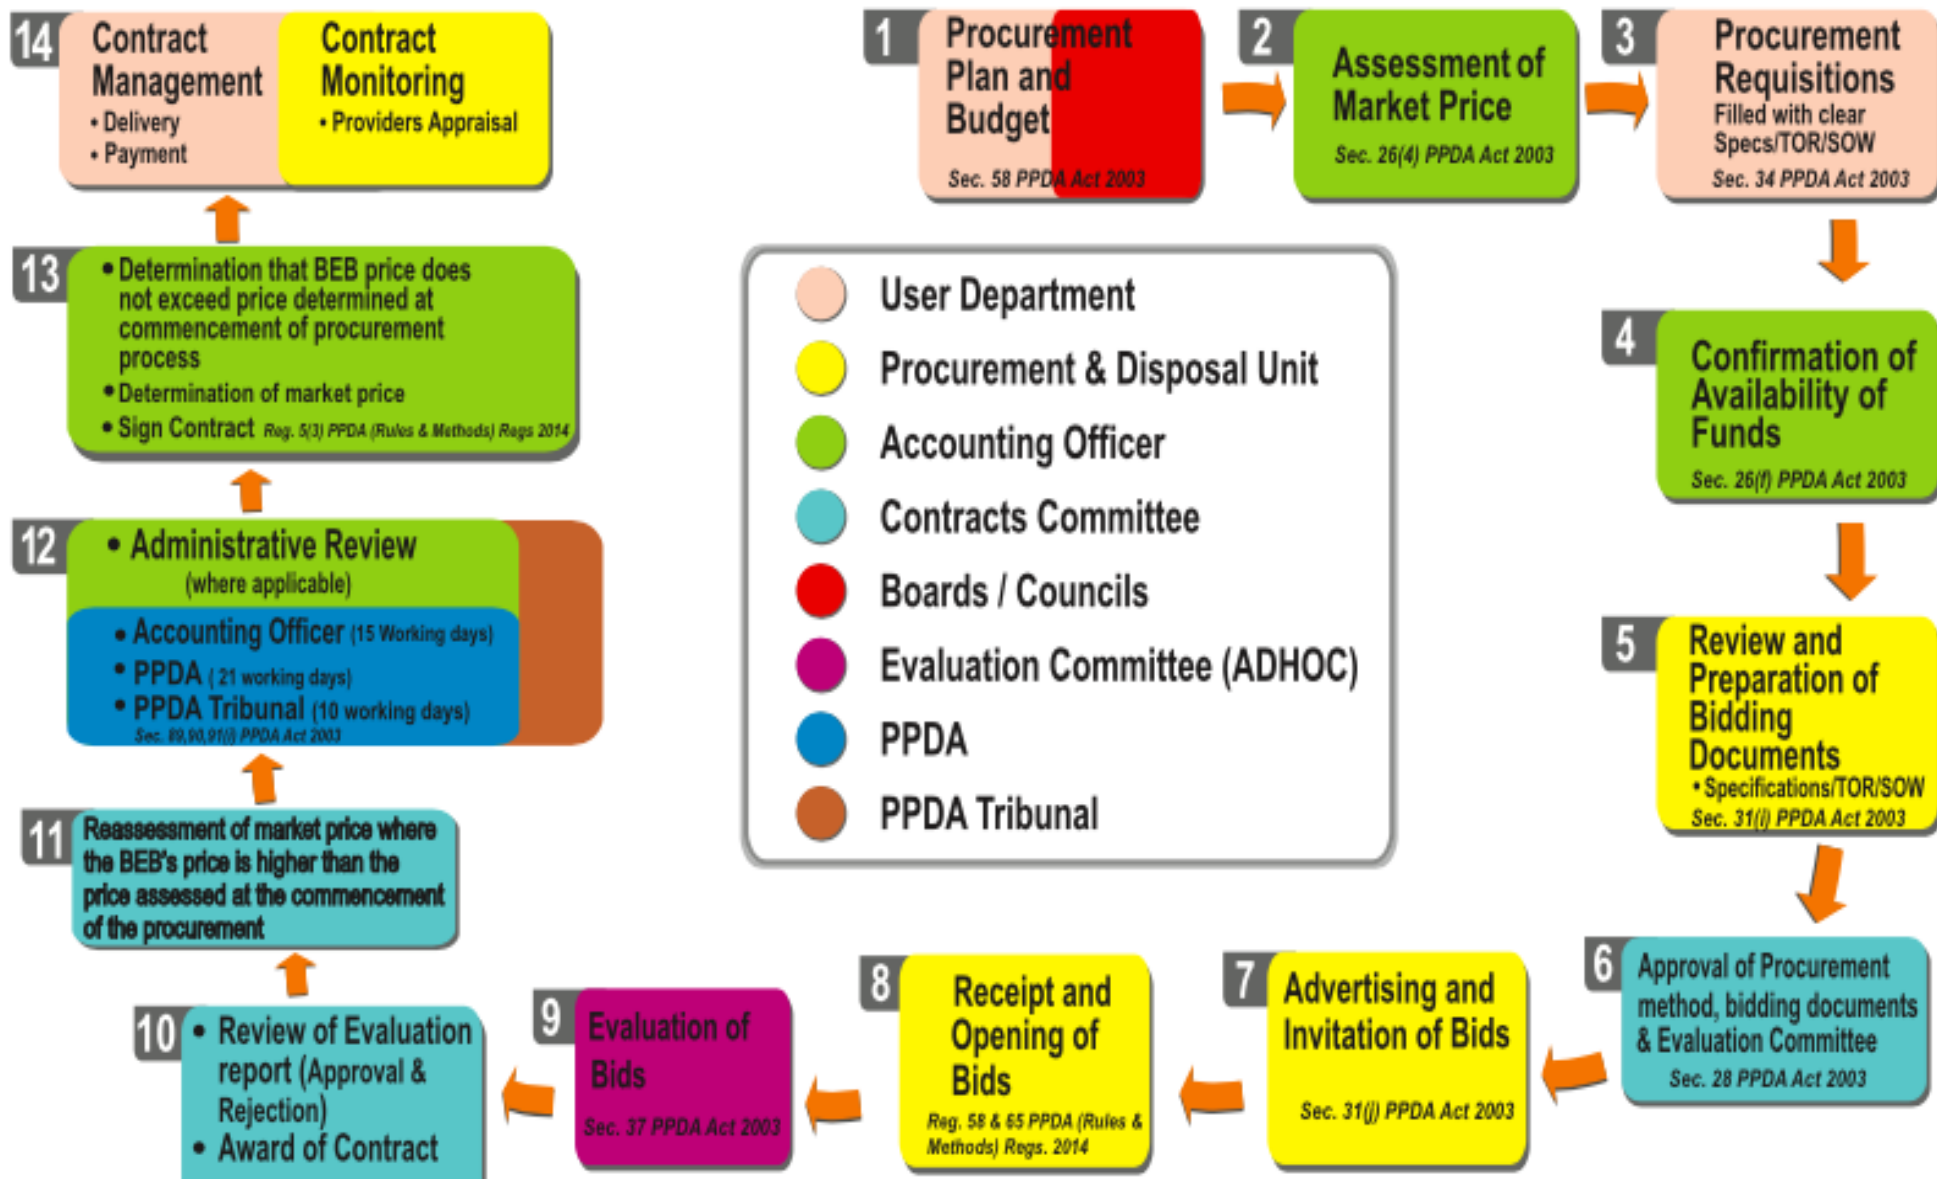 1
Procurement
Plan and
Budget
Sec. 58 PPDA Act 2003
2
Assessment of
Market Price
Sec. 26(4) PPDA Act 2003
3
Procurement
Requisitions
Filled with clear
Specs/TOR/SOW
Sec. 34 PPDA Act 2003
4
Confirmation of
Availability of
Funds
Sec. 26(f) PPDA Act 2003
5
Review and
Preparation of
Bidding
Documents
• Specifications/TOR/SOW
Sec. 31(i) PPDA Act 2003
6
Approval of Procurement
method, bidding documents
& Evaluation Committee
Sec. 28 PPDA Act 2003
7
Advertising and
Invitation of Bids
Sec. 31(j) PPDA Act 2003
8
Receipt and
Opening of
Bids
Reg. 58 & 65 PPDA (Rules &
Methods) Regs. 2014
9
Evaluation of
Bids
Sec. 37 PPDA Act 2003
10
• Review of Evaluation
report (Approval &
Rejection)
• Award of Contract
11
Reassessment of market price where
the BEB's price is higher than the
price assessed at the commencement
of the procurement
12
• Administrative Review
(where applicable)
• Accounting Officer (15 Working days)
• PPDA ( 21 working days)
• PPDA Tribunal (10 working days)
Sec. 89,90,91(i) PPDA Act 2003
13
• Determination that BEB price does
not exceed price determined at
commencement of procurement
process
• Determination of market price
• Sign Contract Reg. 5(3) PPDA (Rules & Methods) Regs 2014
14
Contract
Management
• Delivery
• Payment
Contract
Monitoring
• Providers Appraisal
User Department
Procurement & Disposal Unit
Accounting Officer
Contracts Committee
Boards / Councils
Evaluation Committee (ADHOC)
PPDA
PPDA Tribunal